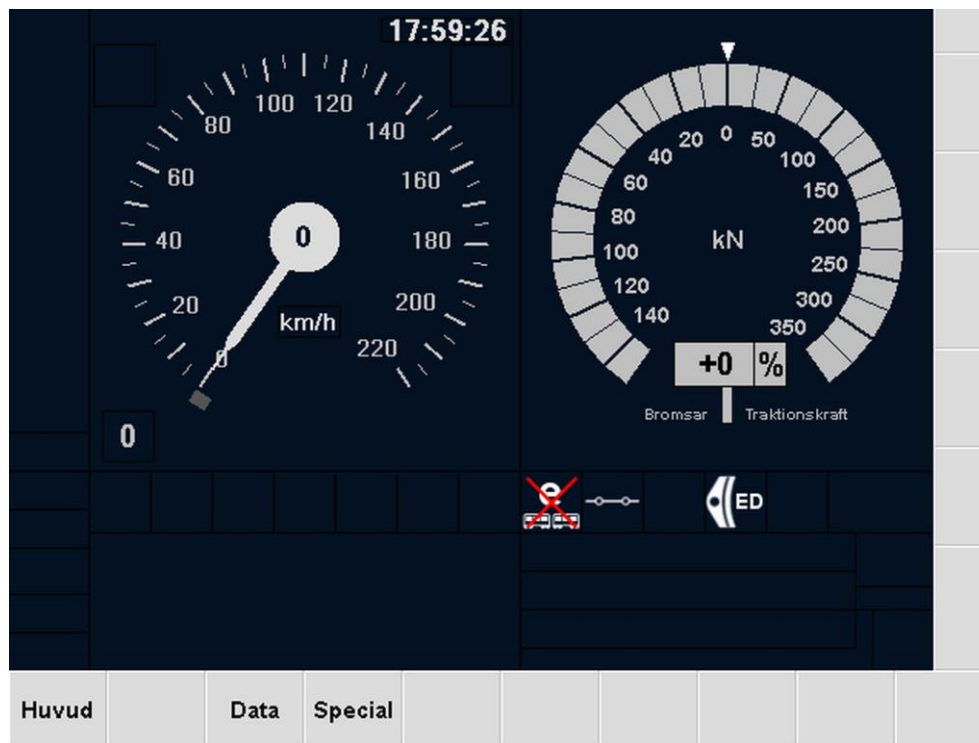 17:59:26
0 20 40 60 80 100 120 140 160 180 200 220
0
km/h
0
140 120 100 80 60 40 20 0 50 100 150 200 250 300 350
kN
+0 %
Bromsar Traktionskraft
e ED
Huvud Data Special